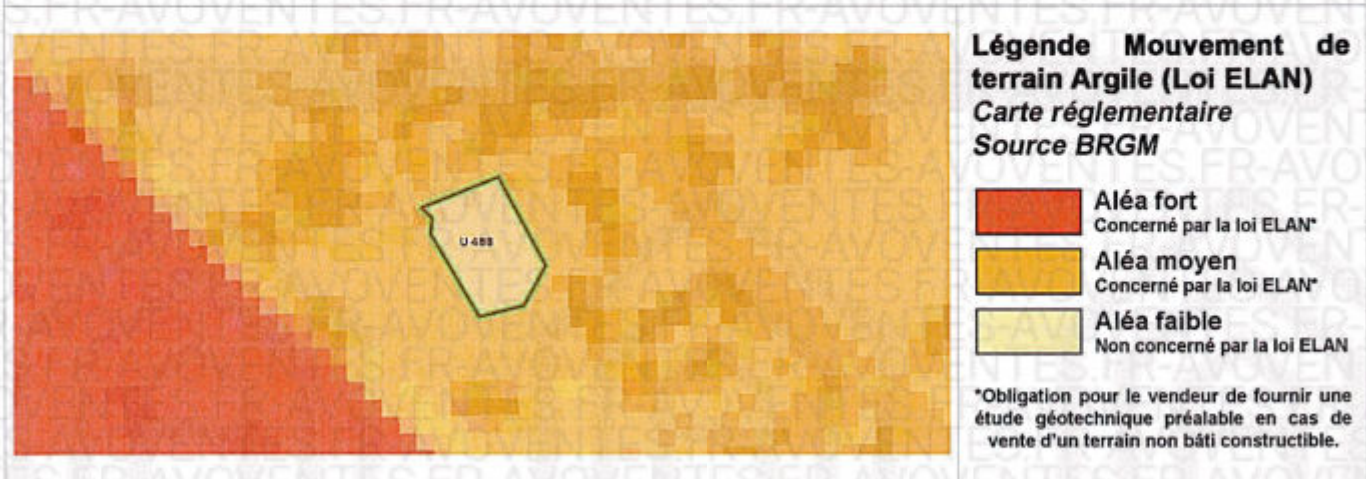 U 488
Légende Mouvement de
terrain Argile (Loi ELAN)
Carte réglementaire
Source BRGM
Aléa fort
Concerné par la loi ELAN*
Aléa moyen
Concerné par la loi ELAN*
Aléa faible
Non concerné par la loi ELAN
*Obligation pour le vendeur de fournir une
étude géotechnique préalable en cas de
vente d'un terrain non bâti constructible.